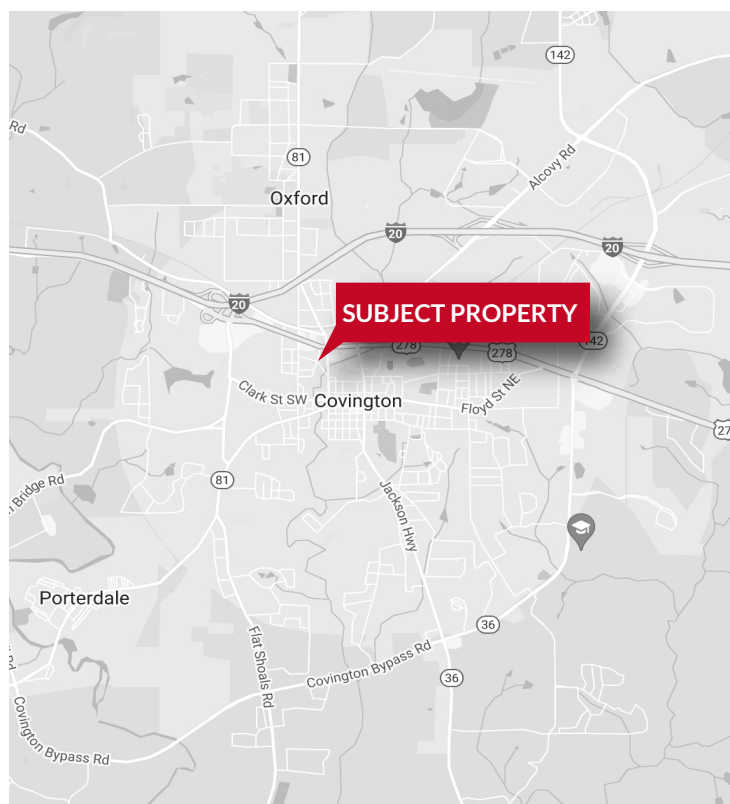 142
Rd
81
Alcovy Rd
Oxford
20
20
20
SUBJECT PROPERTY
278
142
278
Clark St SW
Covington
Floyd St NE
27
Bridge Rd
81
Jackson Hwy
Porterdale
36
Flat Shoals Rd
Covington Bypass Rd
36
Covington Bypass Rd